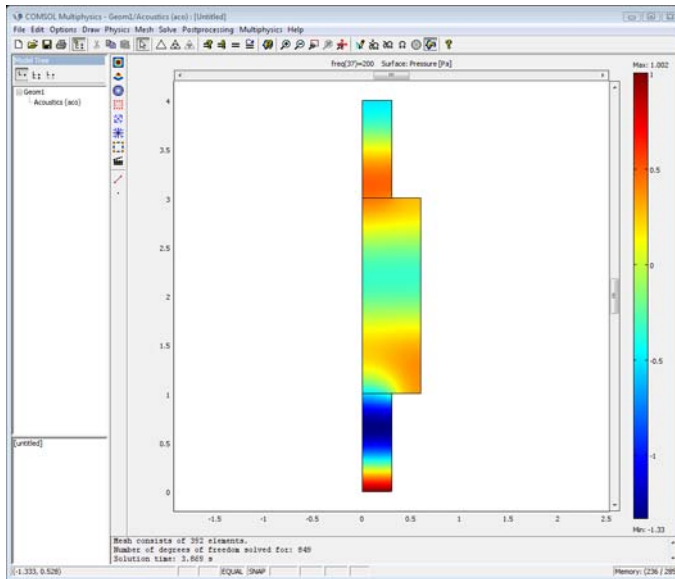 COMSOL Multiphysics - Geom1/Acoustics (aco) : [Untitled]
File Edit Options Draw Physics Mesh Solve Postprocessing Multiphysics Help
Model Tree
freq(37)=200 Surface: Pressure [Pa]
Max: 1.002
Geom1
Acoustics (aco)
4
3.5
3
2.5
2
1.5
1
0.5
0
-1.5
-1
-0.5
0
0.5
1
1.5
2
2.5
1
0.5
0
-0.5
-1
Min: -1.33
[untitled]
Mesh consists of 392 elements.
Number of degrees of freedom solved for: 849
Solution time: 3.669 s
(-1.333, 0.528)
EQUAL SNAP
Memory: (236 /